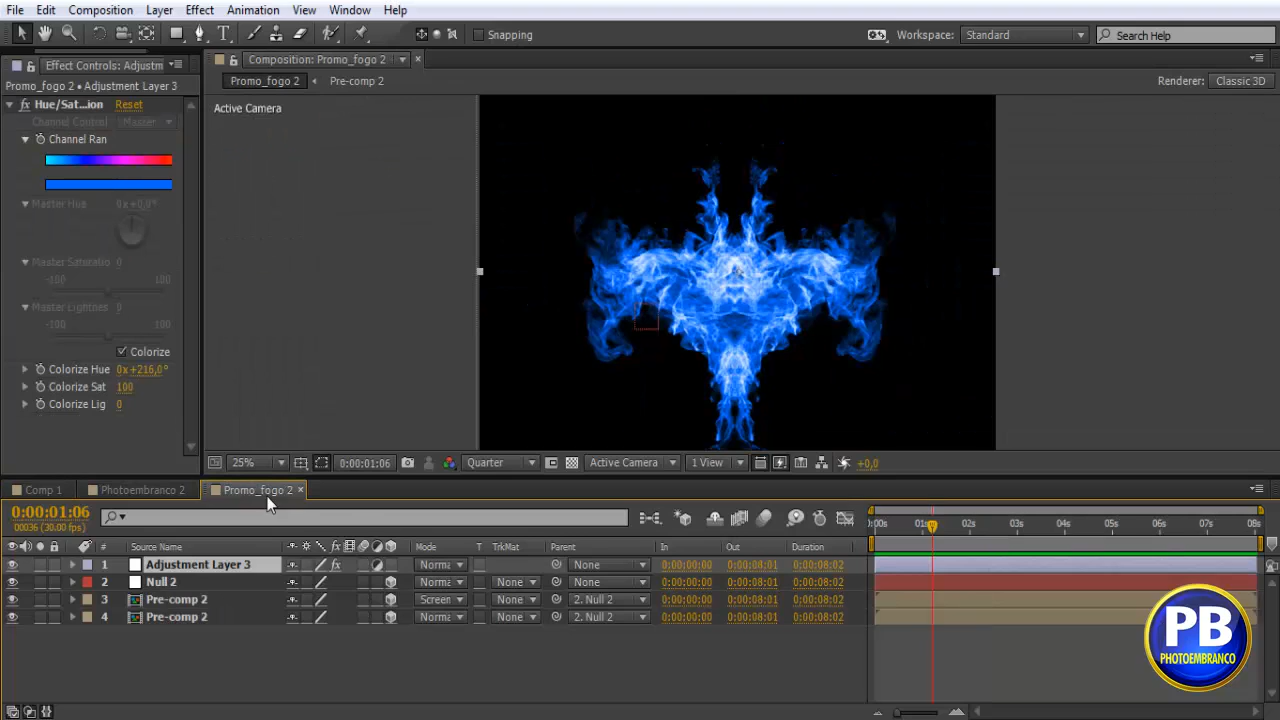 File Edit Composition Layer Effect Animation View Window Help
Snapping Workspace: Standard Search Help
Effect Controls: Adjustm Composition: Promo_fogo 2
Promo_fogo 2 • Adjustment Layer 3 Promo_fogo 2 Pre-comp 2 Renderer: Classic 3D
fx Hue/Sat...ion Reset Active Camera
Channel Control Master
Channel Ran
Master Hue 0x+0,0°
Master Saturatio 0
-100 100
Master Lightnes 0
-100 100
Colorize
Colorize Hue 0x+216,0°
Colorize Sat 100
Colorize Lig 0
25% 0:00:01:06 Quarter Active Camera 1 View +0,0
Comp 1 Photoembranco 2 Promo_fogo 2
0:00:01:06
00036 (30.00 fps) :00s 01s 02s 03s 04s 05s 06s 07s 08s
# Source Name fx Mode T TrkMat Parent In Out Duration
1 Adjustment Layer 3 fx Norma None 0:00:00:00 0:00:08:01 0:00:08:02
2 Null 2 Norma None None 0:00:00:00 0:00:08:01 0:00:08:02
3 Pre-comp 2 Screen None 2. Null 2 0:00:00:00 0:00:08:01 0:00:08:02
4 Pre-comp 2 Norma None 2. Null 2 0:00:00:00 0:00:08:01 0:00:08:02
PB
PHOTOEMBRANCO